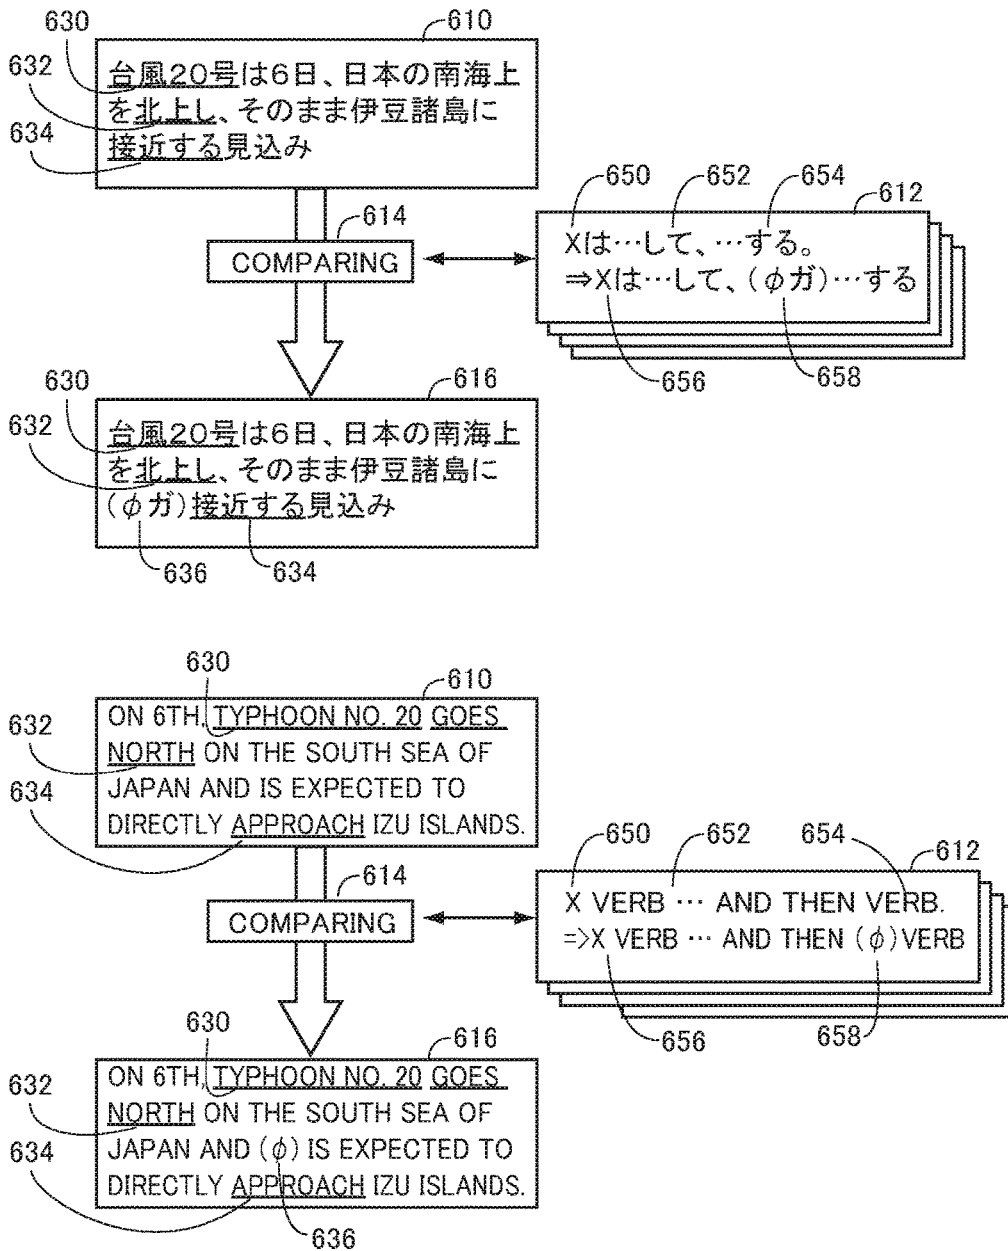 630
610
632
台風20号は6日、日本の南海上
を北上し、そのまま伊豆諸島に
634
接近する見込み
614
COMPARING
650
652
654
612
Xは…して、…する。
⇒Xは…して、(φガ)…する
656
658
630
616
632
台風20号は6日、日本の南海上
を北上し、そのまま伊豆諸島に
(φガ)接近する見込み
636
634
630
610
632
ON 6TH, TYPHOON NO. 20 GOES
NORTH ON THE SOUTH SEA OF
634
JAPAN AND IS EXPECTED TO
DIRECTLY APPROACH IZU ISLANDS.
614
COMPARING
650
652
654
612
X VERB … AND THEN VERB.
=>X VERB … AND THEN (φ)VERB
656
658
630
616
632
ON 6TH, TYPHOON NO. 20 GOES
NORTH ON THE SOUTH SEA OF
634
JAPAN AND (φ) IS EXPECTED TO
DIRECTLY APPROACH IZU ISLANDS.
636